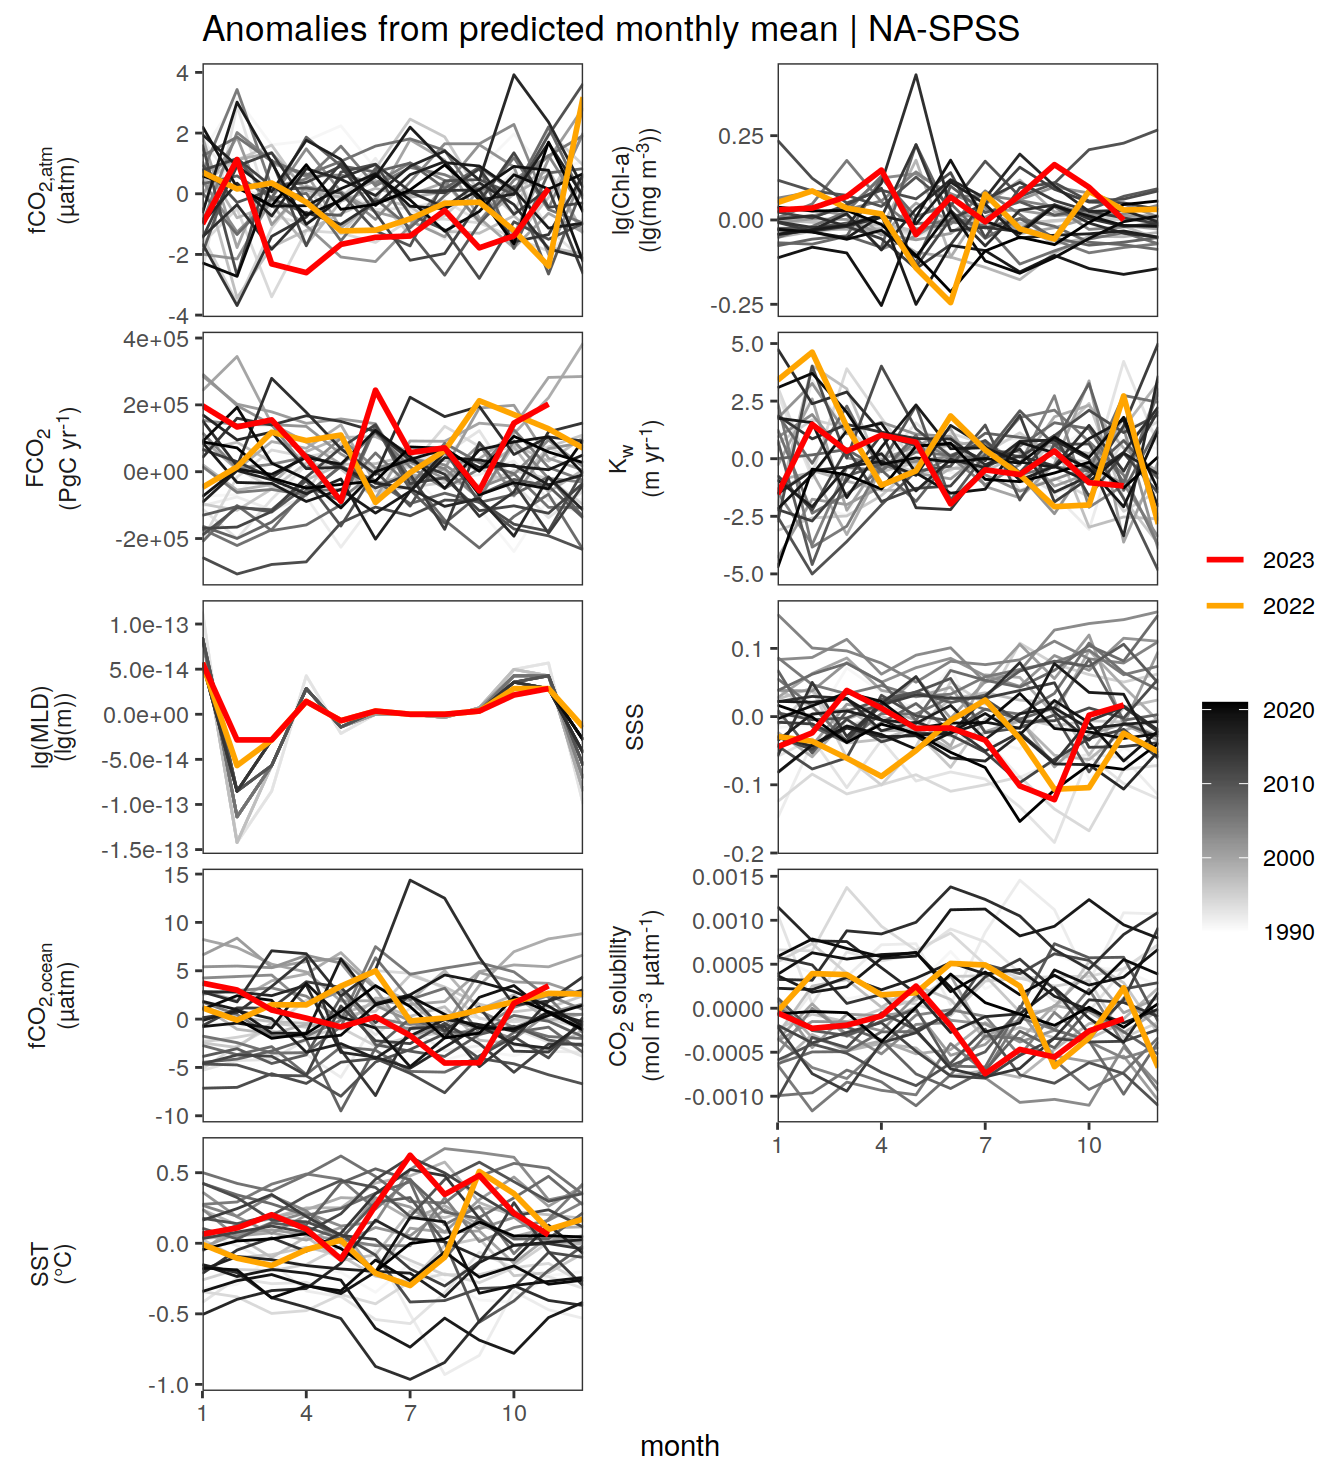 Anomalies from predicted monthly mean | NA-SPSS
fCO2,atm
(µatm)
4
2
0
-2
-4
lg(Chl-a)
(lg(mg m-3))
0.25
0.00
-0.25
FCO2
(PgC yr-1)
4e+05
2e+05
0e+00
-2e+05
Kw
(m yr-1)
5.0
2.5
0.0
-2.5
-5.0
lg(MLD)
(lg(m))
1.0e-13
5.0e-14
0.0e+00
-5.0e-14
-1.0e-13
-1.5e-13
SSS
0.1
0.0
-0.1
-0.2
fCO2,ocean
(µatm)
15
10
5
0
-5
-10
CO2 solubility
(mol m-3 µatm-1)
0.0015
0.0010
0.0005
0.0000
-0.0005
-0.0010
1
4
7
10
SST
(°C)
0.5
0.0
-0.5
-1.0
1
4
7
10
month
2023
2022
2020
2010
2000
1990